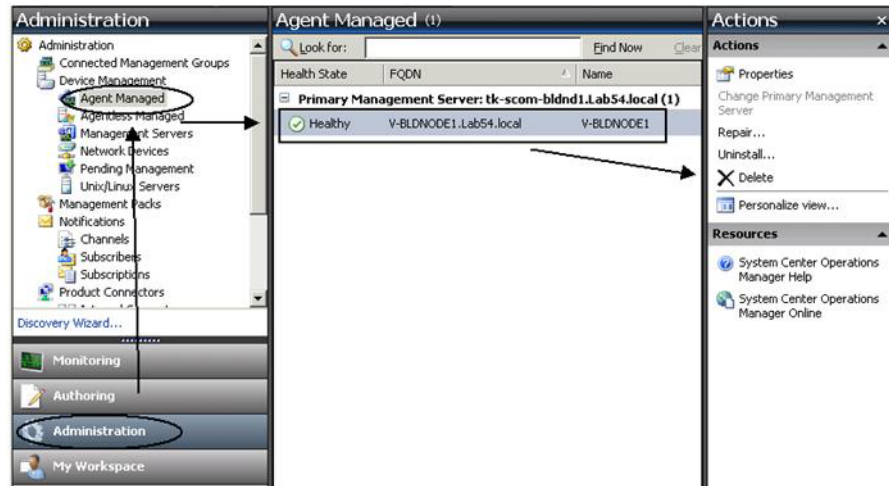 Administration
Administration
Connected Management Groups
Device Management
Agent Managed
Agentless Managed
Management Servers
Network Devices
Pending Management
Unix/Linux Servers
Management Packs
Notifications
Channels
Subscribers
Subscriptions
Product Connectors
Discovery Wizard...
Monitoring
Authoring
Administration
My Workspace
Agent Managed (1)
Look for: Find Now Clear
Health State FQDN Name
Primary Management Server: tk-scom-bldnd1.Lab54.local (1)
Healthy V-BLDNODE1.Lab54.local V-BLDNODE1
Actions
Actions
Properties
Change Primary Management
Server
Repair...
Uninstall...
Delete
Personalize view...
Resources
System Center Operations
Manager Help
System Center Operations
Manager Online